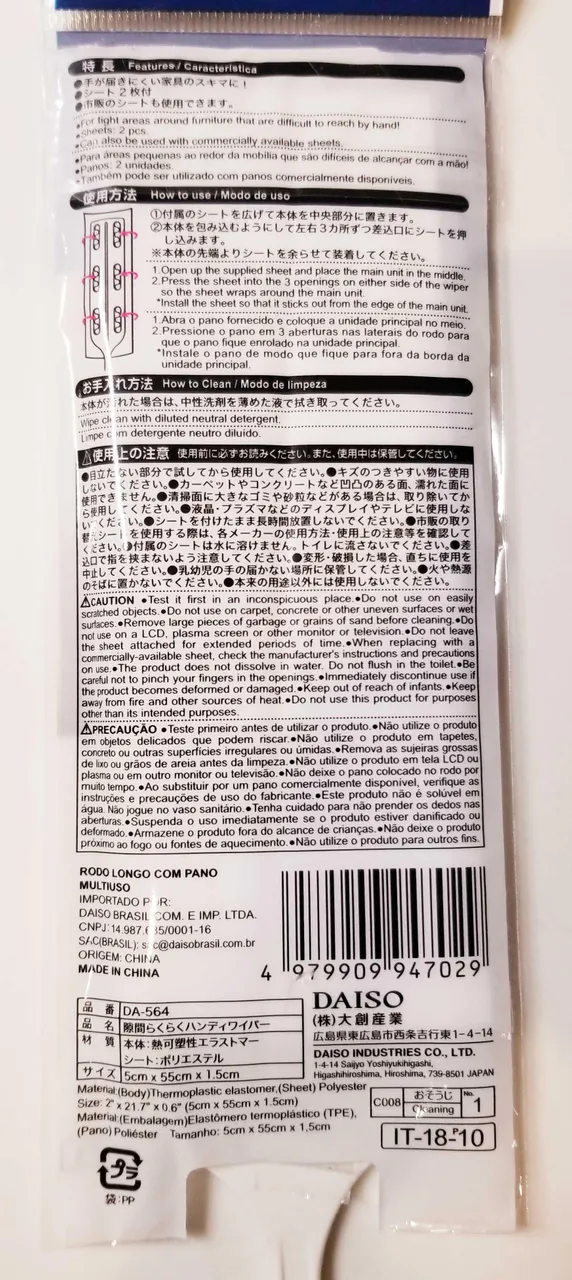 特長 Features/Característica
●手が届きにくい家具のスキマに!
●シート2枚付
●市販のシートも使用できます。
●For tight areas around furniture that are difficult to reach by hand!
●Sheets: 2 pcs.
●Can also be used with commercially available sheets.
●Para áreas pequenas ao redor da mobília que são difíceis de alcançar com a mão!
●Panos: 2 unidades.
●Também pode ser utilizado com panos comercialmente disponíveis.
使用方法 How to use / Modo de uso
①付属のシートを広げて本体を中央部分に置きます。
②本体を包み込むようにして左右3カ所ずつ差込口にシートを押
し込みます。
※本体の先端よりシートを余らせて装着してください。
1.Open up the supplied sheet and place the main unit in the middle.
2.Press the sheet into the 3 openings on either side of the wiper
so the sheet wraps around the main unit.
*Install the sheet so that it sticks out from the edge of the main unit.
1.Abra o pano fornecido e coloque a unidade principal no meio.
2.Pressione o pano em 3 aberturas nas laterais do rodo para
que o pano fique enrolado na unidade principal.
*Instale o pano de modo que fique para fora da borda da
unidade principal.
お手入れ方法 How to Clean / Modo de limpeza
本体が汚れた場合は、中性洗剤を薄めた液で拭き取ってください。
Wipe clean with diluted neutral detergent.
Limpe com detergente neutro diluído.
⚠使用上の注意 使用前に必ずお読みください。また、使用中は保管してください。
●目立たない部分で試してから使用してください。●キズのつきやすい物に使用
しないでください。●カーペットやコンクリートなど凹凸のある面、濡れた面に
使用できません。●清掃面に大きなゴミや砂粒などがある場合は、取り除いてか
ら使用してください。●液晶・プラズマなどのディスプレイやテレビに使用しな
いでください。●シートを付けたまま長時間放置しないでください。●市販の取り
替えシートを使用する際は、各メーカーの使用方法・使用上の注意等を確認して
ください。●付属のシートは水に溶けません。トイレに流さないでください。●差
込口で指を挟まないよう注意してください。●変形・破損した場合、直ちに使用を
中止してください。●乳幼児の手の届かない場所に保管してください。●火や熱源
のそばに置かないでください。●本来の用途以外には使用しないでください。
⚠CAUTION ●Test it first in an inconspicuous place.●Do not use on easily
scratched objects.●Do not use on carpet, concrete or other uneven surfaces or wet
surfaces.●Remove large pieces of garbage or grains of sand before cleaning.●Do
not use on a LCD, plasma screen or other monitor or television.●Do not leave
the sheet attached for extended periods of time.●When replacing with a
commercially-available sheet, check the manufacturer's instructions and precautions
on use.●The product does not dissolve in water. Do not flush in the toilet.●Be
careful not to pinch your fingers in the openings.●Immediately discontinue use if
the product becomes deformed or damaged.●Keep out of reach of infants.●Keep
away from fire and other sources of heat.●Do not use this product for purposes
other than its intended purposes.
⚠PRECAUÇÃO ●Teste primeiro antes de utilizar o produto.●Não utilize o produto
em objetos delicados que podem riscar.●Não utilize o produto em tapetes,
concreto ou outras superfícies irregulares ou úmidas.●Remova as sujeiras grossas
de lixo ou grãos de areia antes da limpeza.●Não utilize o produto em tela LCD ou
plasma ou em outro monitor ou televisão.●Não deixe o pano colocado no rodo por
muito tempo.●Ao substituir por um pano comercialmente disponível, verifique as
instruções e precauções de uso do fabricante.●Este produto não é solúvel em
água. Não jogue no vaso sanitário.●Tenha cuidado para não prender os dedos nas
aberturas.●Suspenda o uso imediatamente se o produto estiver danificado ou
deformado.●Armazene o produto fora do alcance de crianças.●Não deixe o produto
próximo ao fogo ou fontes de aquecimento.●Não utilize o produto para outros fins.
RODO LONGO COM PANO
MULTIUSO
IMPORTADO POR:
DAISO BRASIL COM. E IMP. LTDA.
CNPJ:14.987.635/0001-16
SAC(BRASIL): sac@daisobrasil.com.br
ORIGEM: CHINA
MADE IN CHINA
4 979909 947029
品番 DA-564
品名 隙間らくらくハンディワイパー
材質 本体:熱可塑性エラストマー
シート:ポリエステル
サイズ 5cm x 55cm x 1.5cm
DAISO
(株)大創産業
広島県東広島市西条吉行東1-4-14
DAISO INDUSTRIES CO., LTD.
1-4-14 Saijyo Yoshiyukihigashi,
Higashihiroshima, Hiroshima, 739-8501 JAPAN
Material:(Body)Thermoplastic elastomer,(Sheet) Polyester
Size: 2" x 21.7" x 0.6" (5cm x 55cm x 1.5cm)
Material:(Embalagem)Elastômero termoplástico (TPE),
(Pano) Poliéster Tamanho: 5cm x 55cm x 1,5cm
C008 おそうじ Cleaning No. 1
IT-18-P10
プラ
袋:PP